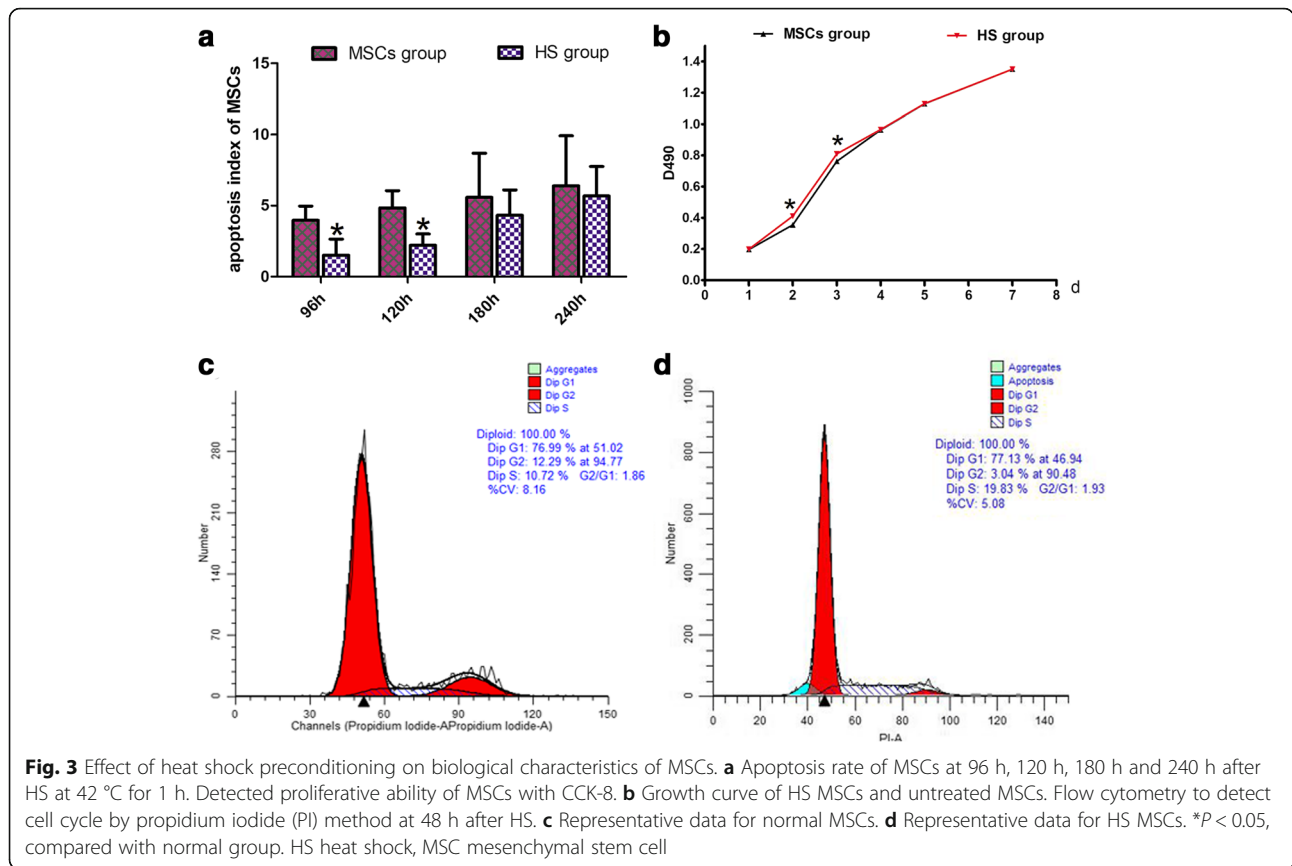 a
MSCs group
HS group
apoptosis index of MSCs
15
10
5
0
96h
120h
180h
240h
*
*
b
MSCs group
HS group
D490
1.4
1.2
1.0
0.8
0.6
0.4
0.2
0.0
0 1 2 3 4 5 6 7 8 d
*
*
c
Aggregates
Dip G1
Dip G2
Dip S
Diploid: 100.00 %
Dip G1: 76.99 % at 51.02
Dip G2: 12.29 % at 94.77
Dip S: 10.72 % G2/G1: 1.86
%CV: 8.16
Number
280
210
140
70
0
0 30 60 90 120 150
Channels (Propidium Iodide-APropidium Iodide-A)
d
Aggregates
Apoptosis
Dip G1
Dip G2
Dip S
Diploid: 100.00 %
Dip G1: 77.13 % at 46.94
Dip G2: 3.04 % at 90.48
Dip S: 19.83 % G2/G1: 1.93
%CV: 5.08
Number
1000
800
600
400
200
0
0 20 40 60 80 100 120 140
PI-A
Fig. 3 Effect of heat shock preconditioning on biological characteristics of MSCs. a Apoptosis rate of MSCs at 96 h, 120 h, 180 h and 240 h after
HS at 42 °C for 1 h. Detected proliferative ability of MSCs with CCK-8. b Growth curve of HS MSCs and untreated MSCs. Flow cytometry to detect
cell cycle by propidium iodide (PI) method at 48 h after HS. c Representative data for normal MSCs. d Representative data for HS MSCs. *P < 0.05,
compared with normal group. HS heat shock, MSC mesenchymal stem cell